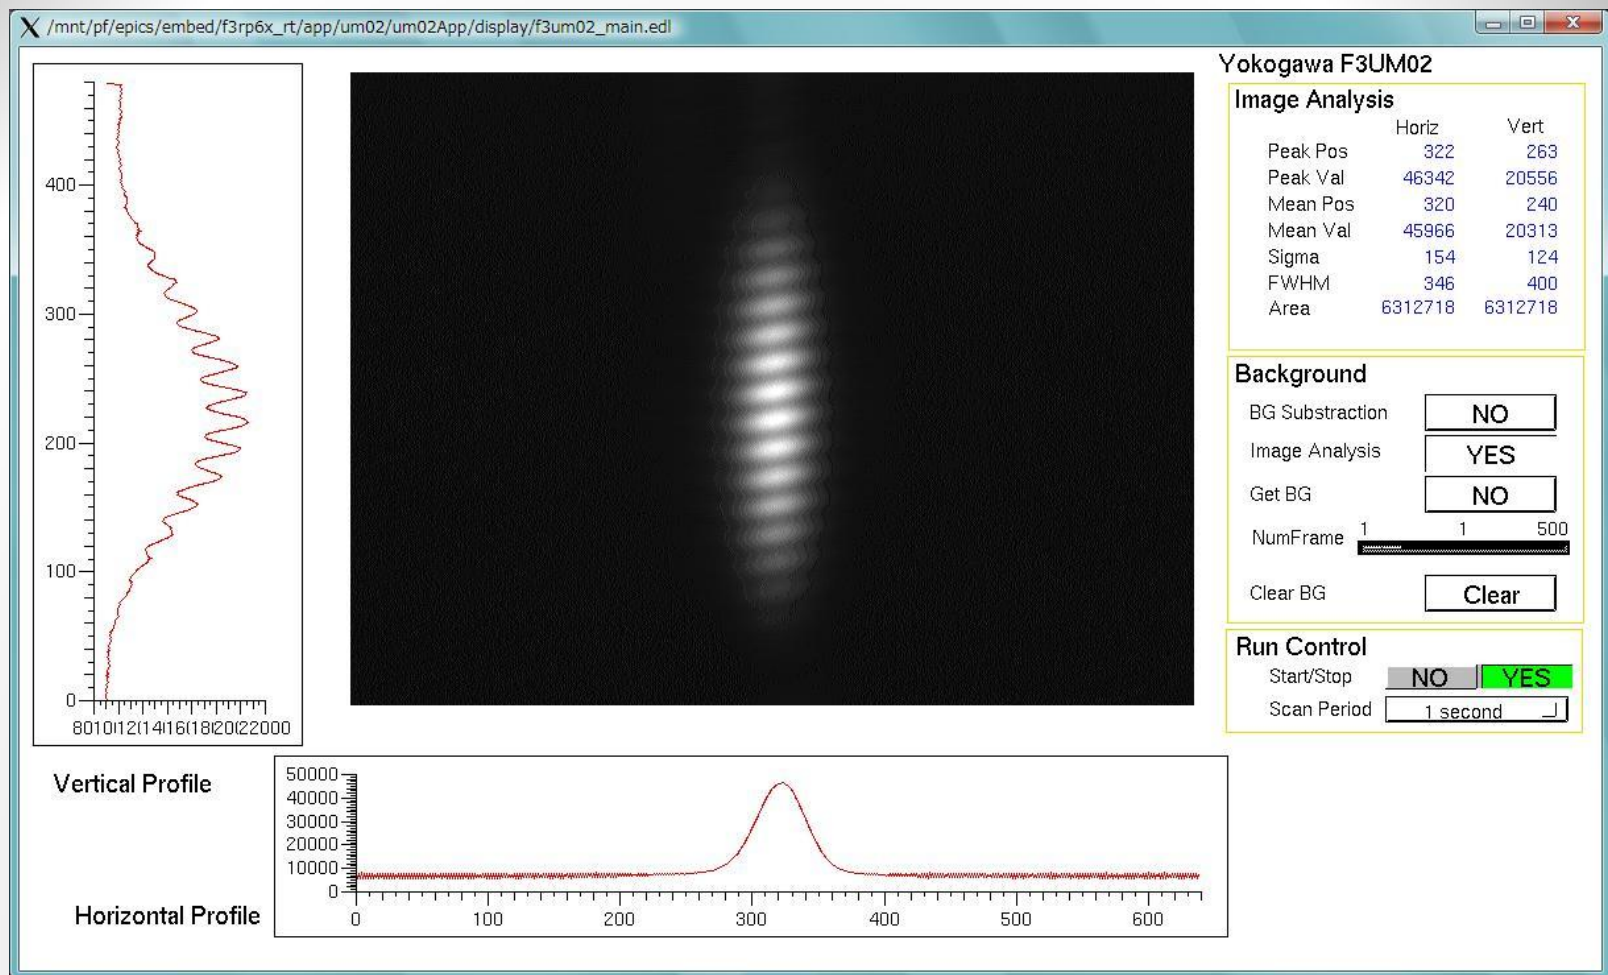 /mnt/pf/epics/embed/f3rp6x_rt/app/um02/um02App/display/f3um02_main.edl
Yokogawa F3UM02
Image Analysis
Horiz Vert
Peak Pos 322 263
Peak Val 46342 20556
Mean Pos 320 240
Mean Val 45966 20313
Sigma 154 124
FWHM 346 400
Area 6312718 6312718
Background
BG Substraction NO
Image Analysis YES
Get BG NO
NumFrame 1 1 500
Clear BG Clear
Run Control
Start/Stop NO YES
Scan Period 1 second
400
300
200
100
0
22000
Vertical Profile
50000
40000
30000
20000
10000
0
0 100 200 300 400 500 600
Horizontal Profile